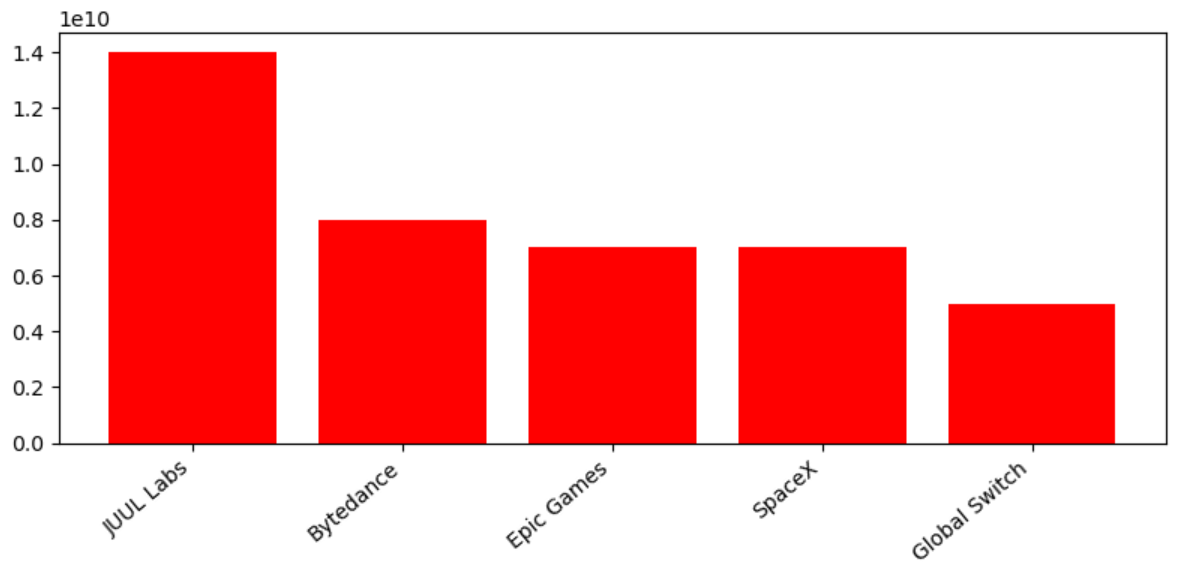 1e10
1.4
1.2
1.0
0.8
0.6
0.4
0.2
0.0
JUUL Labs
Bytedance
Epic Games
SpaceX
Global Switch